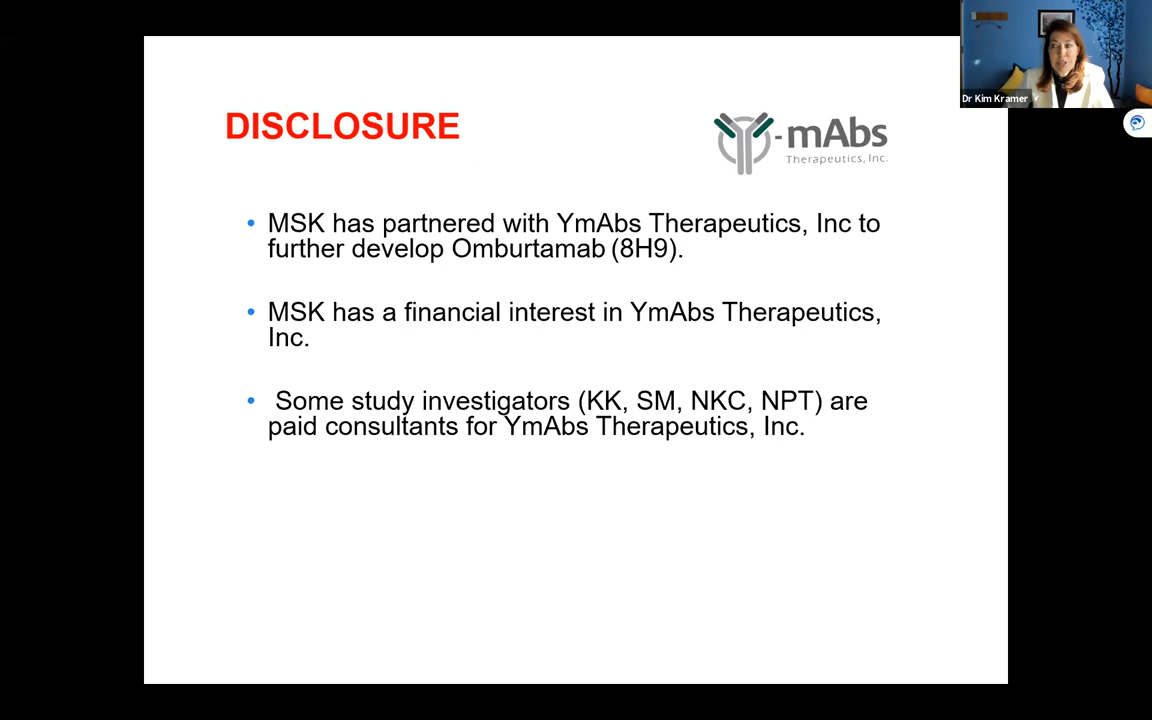 Dr Kim Kramer
DISCLOSURE
Y-mAbs
Therapeutics, Inc.
• MSK has partnered with YmAbs Therapeutics, Inc to
further develop Omburtamab (8H9).
• MSK has a financial interest in YmAbs Therapeutics,
Inc.
• Some study investigators (KK, SM, NKC, NPT) are
paid consultants for YmAbs Therapeutics, Inc.